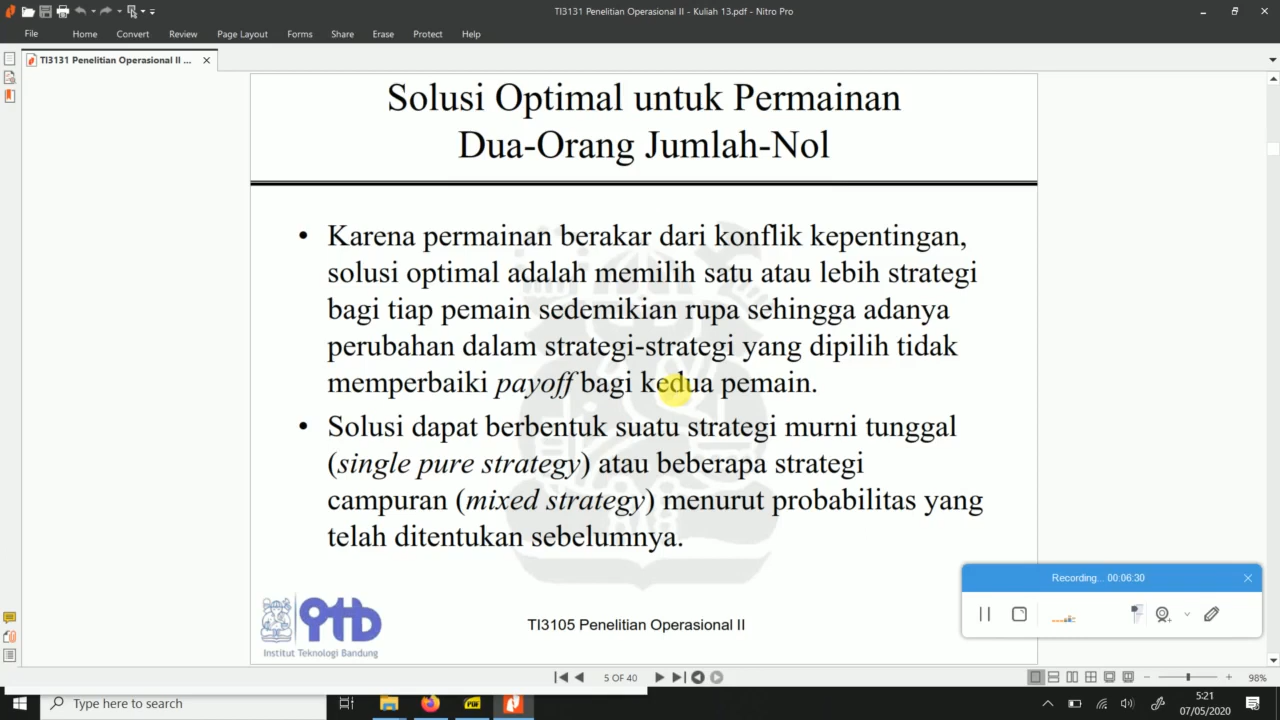 TI3131 Penelitian Operasional II - Kuliah 13.pdf - Nitro Pro
File Home Convert Review Page Layout Forms Share Erase Protect Help
TI3131 Penelitian Operasional II ...
Solusi Optimal untuk Permainan
Dua-Orang Jumlah-Nol
• Karena permainan berakar dari konflik kepentingan,
solusi optimal adalah memilih satu atau lebih strategi
bagi tiap pemain sedemikian rupa sehingga adanya
perubahan dalam strategi-strategi yang dipilih tidak
memperbaiki payoff bagi kedua pemain.
• Solusi dapat berbentuk suatu strategi murni tunggal
(single pure strategy) atau beberapa strategi
campuran (mixed strategy) menurut probabilitas yang
telah ditentukan sebelumnya.
Recording... 00:06:30
Institut Teknologi Bandung
TI3105 Penelitian Operasional II
5 OF 40
98%
Type here to search
PDF
5:21
07/05/2020